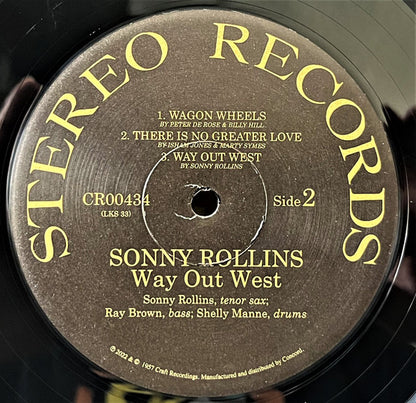 STEREO RECORDS
1. WAGON WHEELS
BY PETER DE ROSE & BILLY HILL
2. THERE IS NO GREATER LOVE
BY ISHAM JONES & MARTY SYMES
3. WAY OUT WEST
BY SONNY ROLLINS
CR00434
(LKS 33)
Side 2
SONNY ROLLINS
Way Out West
Sonny Rollins, tenor sax;
Ray Brown, bass; Shelly Manne, drums
℗ 2022 & © 1957 Craft Recordings. Manufactured and distributed by Concord.